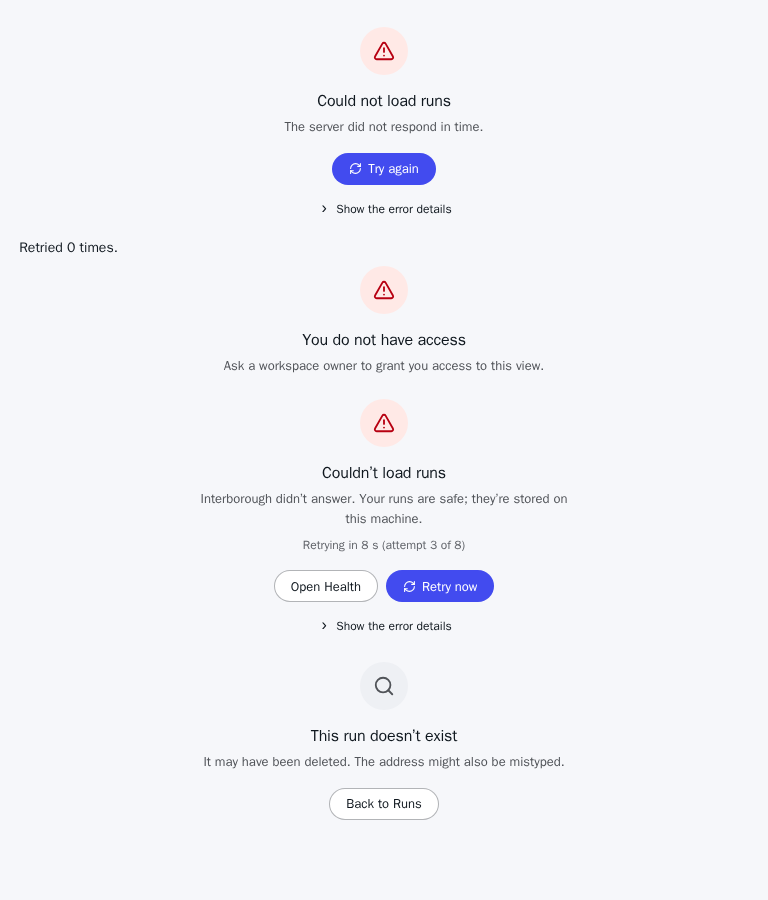 Could not load runs
The server did not respond in time.
Try again
Show the error details
Retried 0 times.
You do not have access
Ask a workspace owner to grant you access to this view.
Couldn’t load runs
Interborough didn’t answer. Your runs are safe; they’re stored on
this machine.
Retrying in 8 s (attempt 3 of 8)
Open Health
Retry now
Show the error details
This run doesn’t exist
It may have been deleted. The address might also be mistyped.
Back to Runs